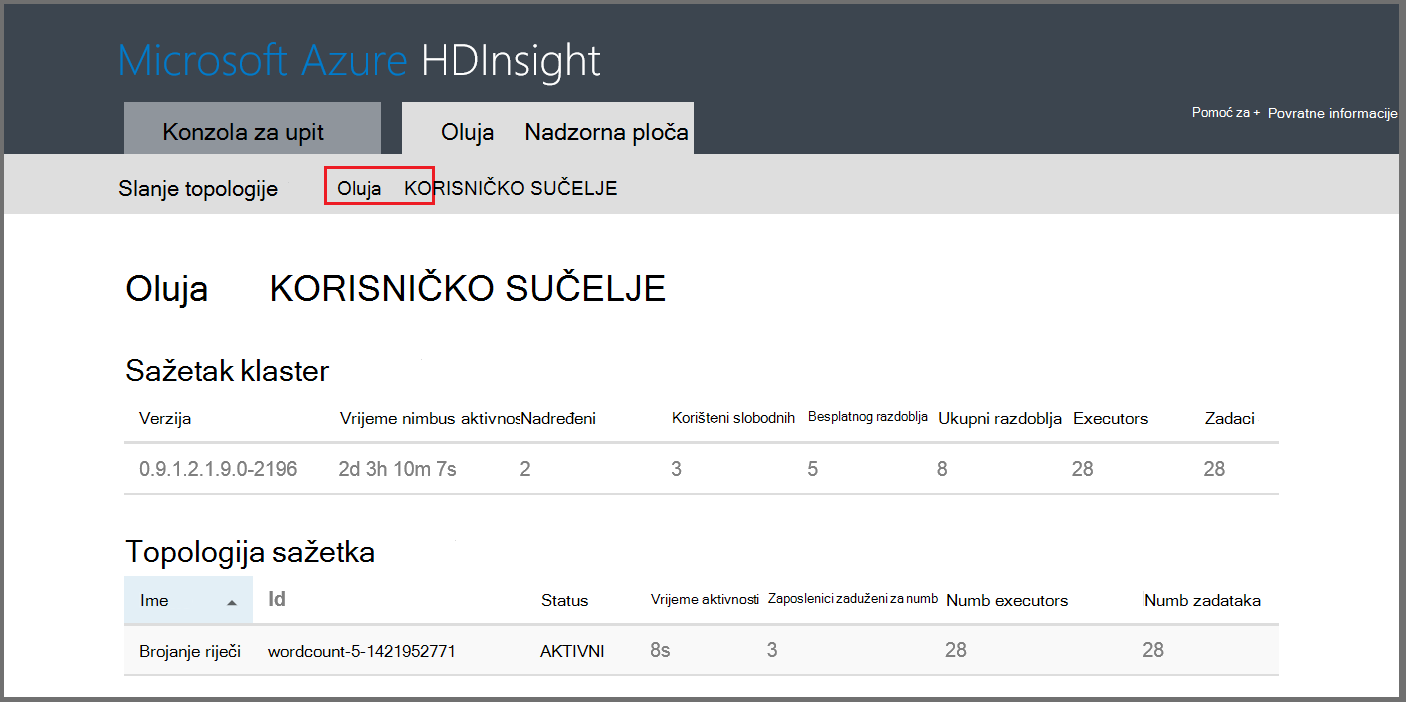 Microsoft Azure HDInsight
Konzola za upit Oluja Nadzorna ploča
Pomoć za + Povratne informacije
Slanje topologije Oluja KORISNIČKO SUČELJE
Oluja KORISNIČKO SUČELJE
Sažetak klaster
Verzija Vrijeme nimbus aktivnos Nadređeni Korišteni slobodnih Besplatnog razdoblja Ukupni razdoblja Executors Zadaci
0.9.1.2.1.9.0-2196 2d 3h 10m 7s 2 3 5 8 28 28
Topologija sažetka
Ime Id Status Vrijeme aktivnosti Zaposlenici zaduženi za numb Numb executors Numb zadataka
Brojanje riječi wordcount-5-1421952771 AKTIVNI 8s 3 28 28